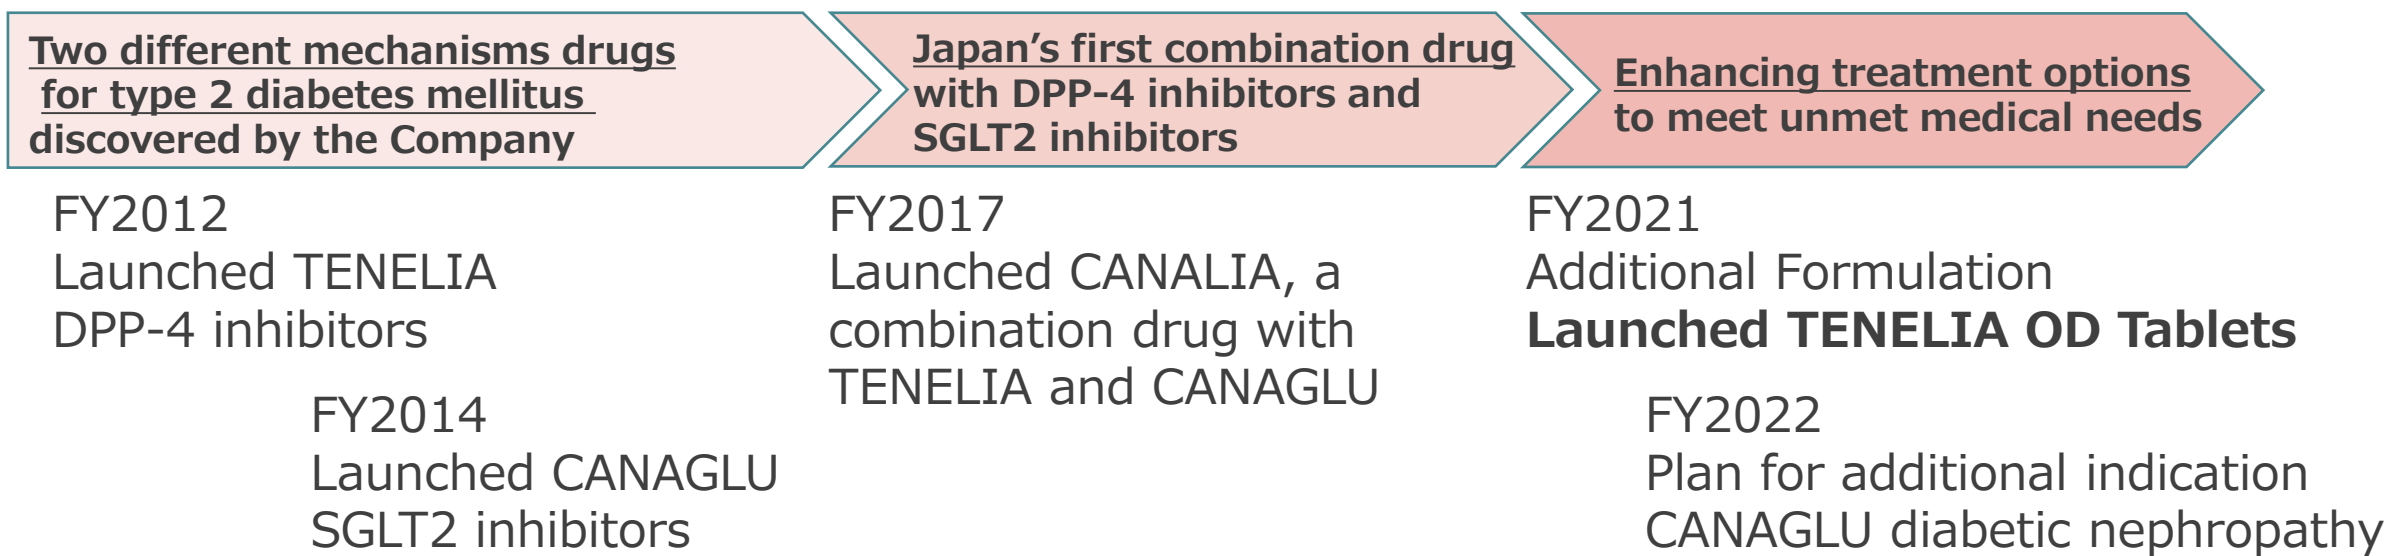 Two different mechanisms drugs
for type 2 diabetes mellitus
discovered by the Company
Japan's first combination drug
with DPP-4 inhibitors and
SGLT2 inhibitors
Enhancing treatment options
to meet unmet medical needs
FY2012
Launched TENELIA
DPP-4 inhibitors
FY2014
Launched CANAGLU
SGLT2 inhibitors
FY2017
Launched CANALIA, a
combination drug with
TENELIA and CANAGLU
FY2021
Additional Formulation
Launched TENELIA OD Tablets
FY2022
Plan for additional indication
CANAGLU diabetic nephropathy